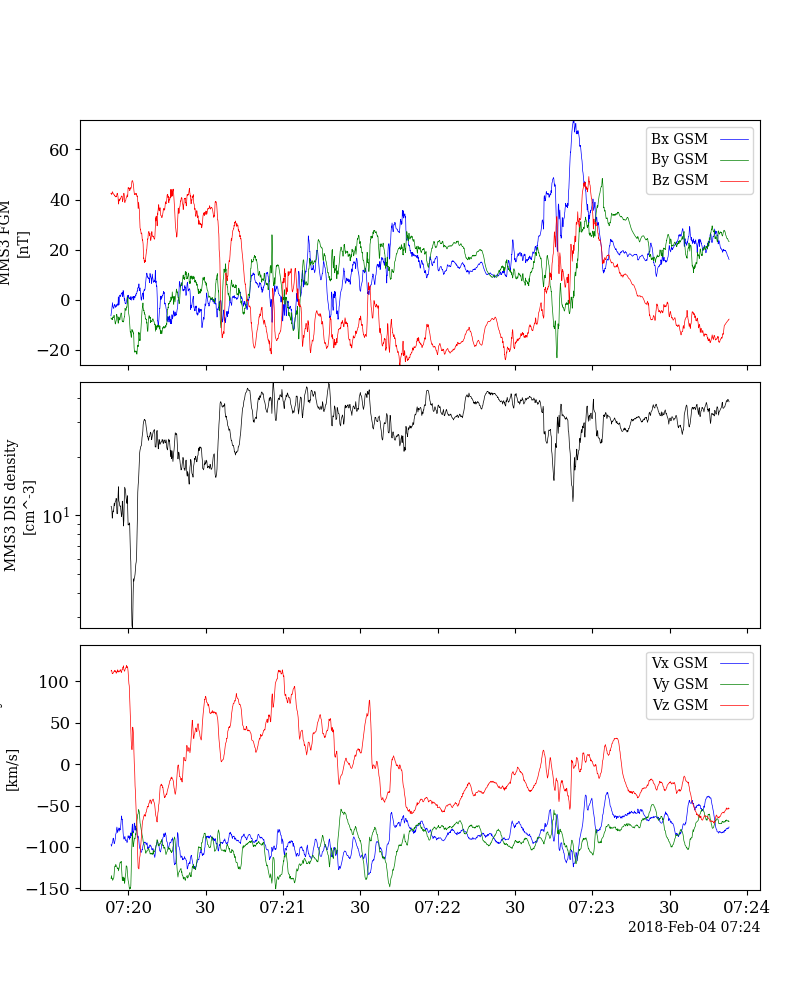 60
40
20
0
−20
MMS3 FGM
[nT]
Bx GSM
By GSM
Bz GSM
10^1
MMS3 DIS density
[cm^-3]
100
50
0
−50
−100
−150
[km/s]
Vx GSM
Vy GSM
Vz GSM
07:20 30 07:21 30 07:22 30 07:23 30 07:24
2018-Feb-04 07:24